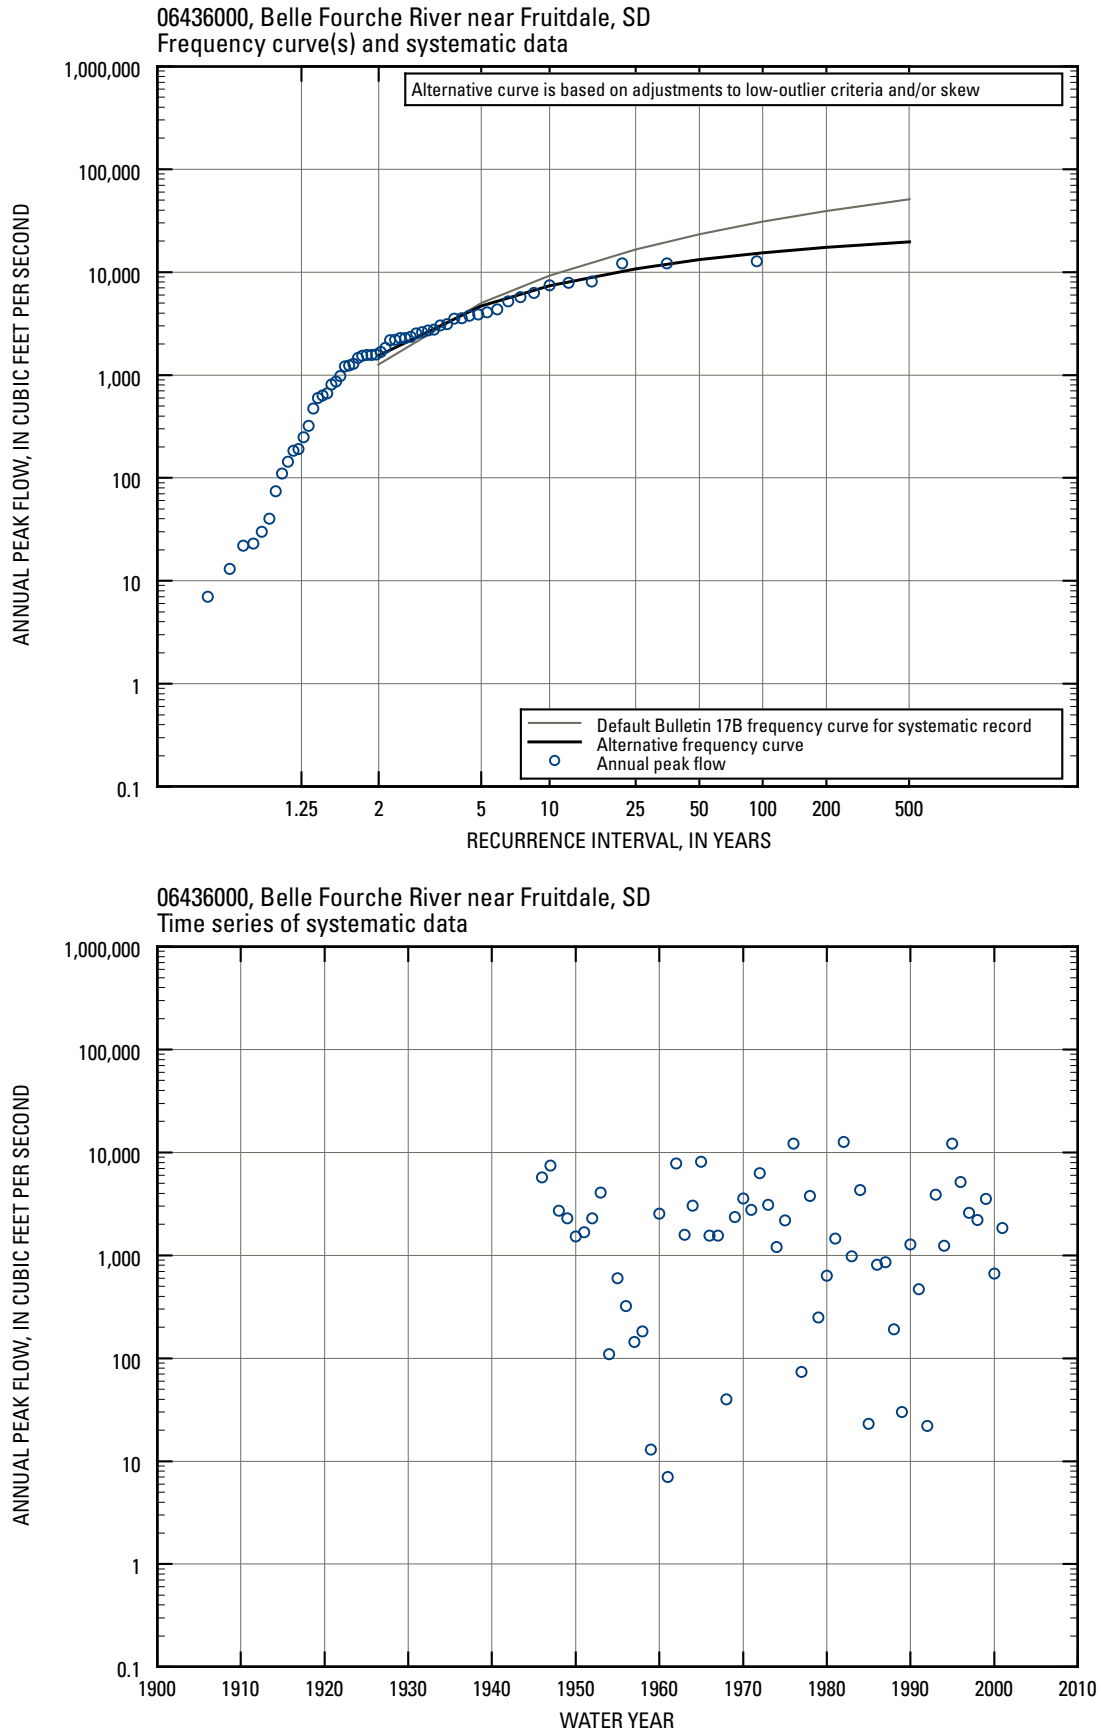 06436000, Belle Fourche River near Fruitdale, SD
Frequency curve(s) and systematic data
1,000,000
100,000
10,000
1,000
100
10
1
0.1
ANNUAL PEAK FLOW, IN CUBIC FEET PER SECOND
Alternative curve is based on adjustments to low-outlier criteria and/or skew
Default Bulletin 17B frequency curve for systematic record
Alternative frequency curve
Annual peak flow
1.25 2 5 10 25 50 100 200 500
RECURRENCE INTERVAL, IN YEARS
06436000, Belle Fourche River near Fruitdale, SD
Time series of systematic data
1,000,000
100,000
10,000
1,000
100
10
1
0.1
ANNUAL PEAK FLOW, IN CUBIC FEET PER SECOND
1900 1910 1920 1930 1940 1950 1960 1970 1980 1990 2000 2010
WATER YEAR